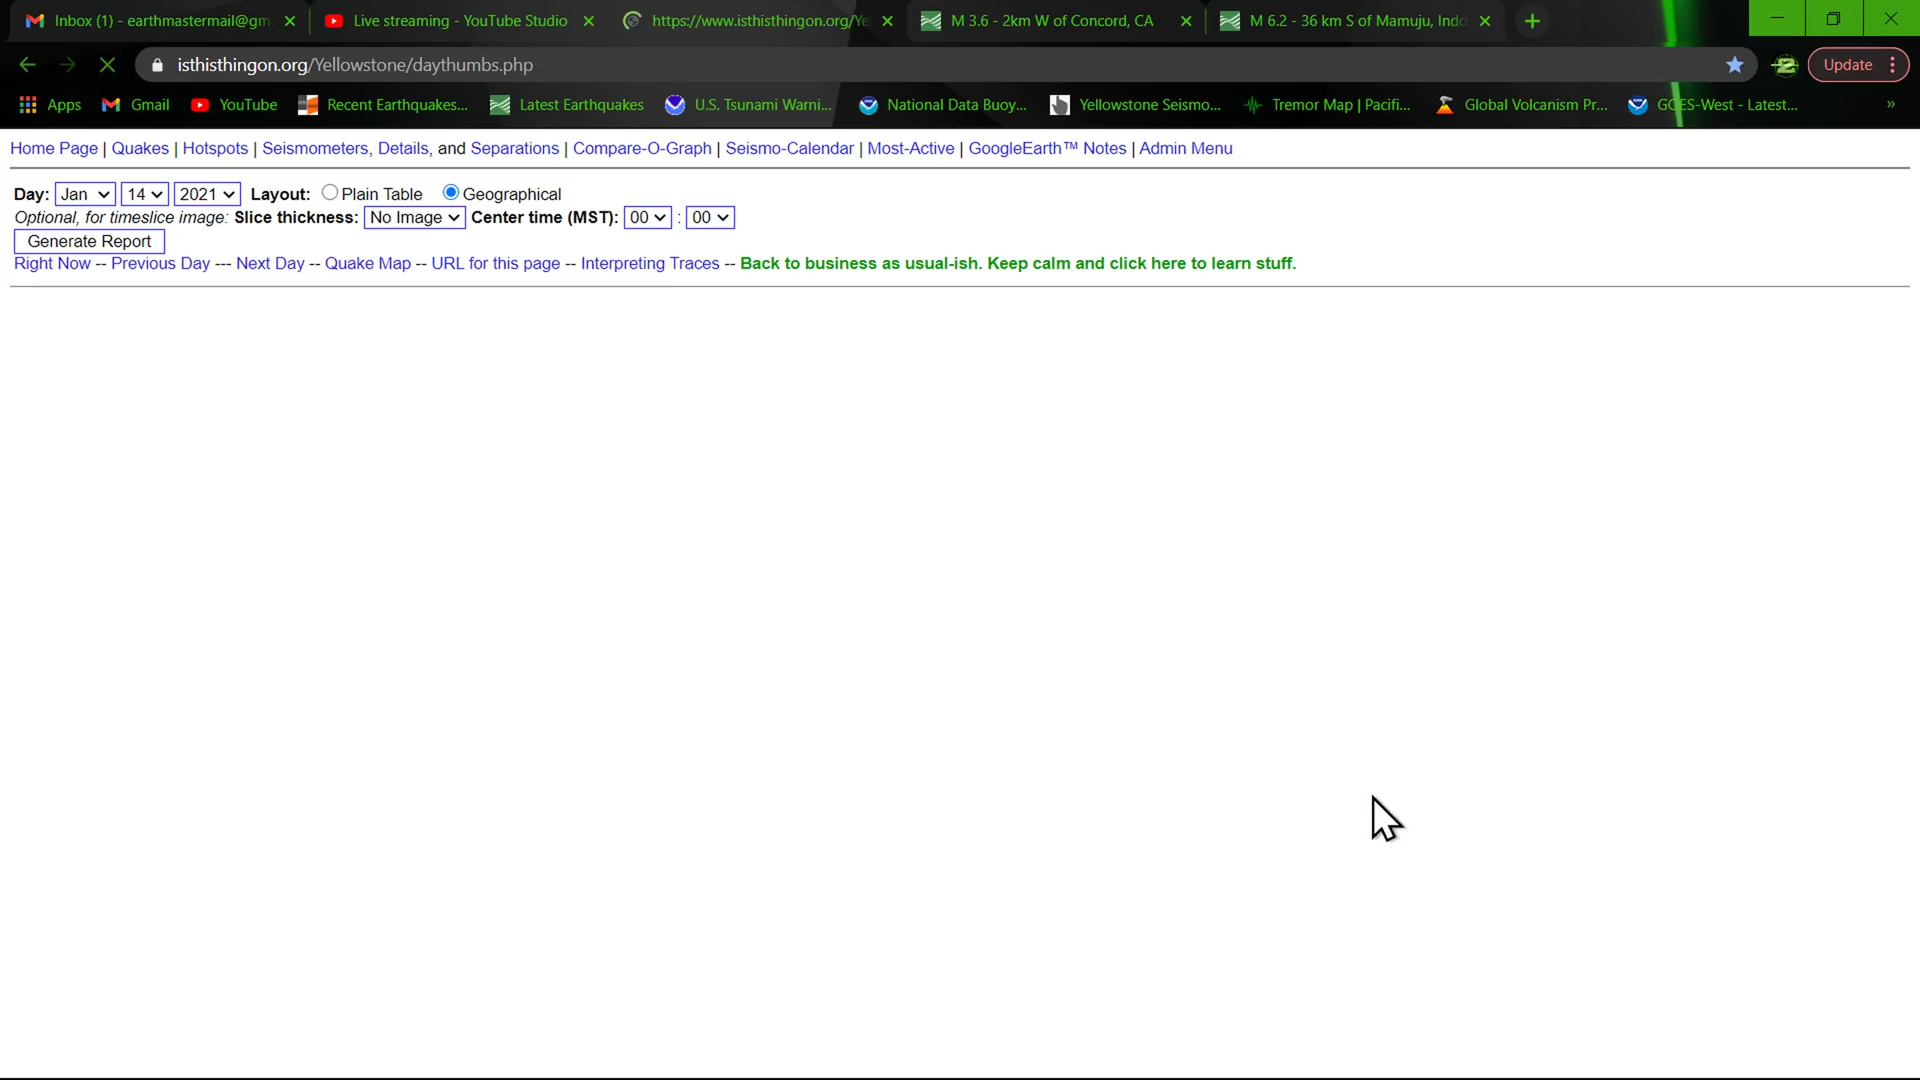 Inbox (1) - earthmastermail@gm
Live streaming - YouTube Studio
https://www.isthisthingon.org/Ye
M 3.6 - 2km W of Concord, CA
M 6.2 - 36 km S of Mamuju, Indo
isthisthingon.org/Yellowstone/daythumbs.php
Update
Apps Gmail YouTube Recent Earthquakes... Latest Earthquakes U.S. Tsunami Warni... National Data Buoy... Yellowstone Seismo... Tremor Map | Pacifi... Global Volcanism Pr... GOES-West - Latest... »
Home Page | Quakes | Hotspots | Seismometers, Details, and Separations | Compare-O-Graph | Seismo-Calendar | Most-Active | GoogleEarth™ Notes | Admin Menu
Day: Jan 14 2021 Layout: Plain Table Geographical
Optional, for timeslice image: Slice thickness: No Image Center time (MST): 00 : 00
Generate Report
Right Now -- Previous Day --- Next Day -- Quake Map -- URL for this page -- Interpreting Traces -- Back to business as usual-ish. Keep calm and click here to learn stuff.